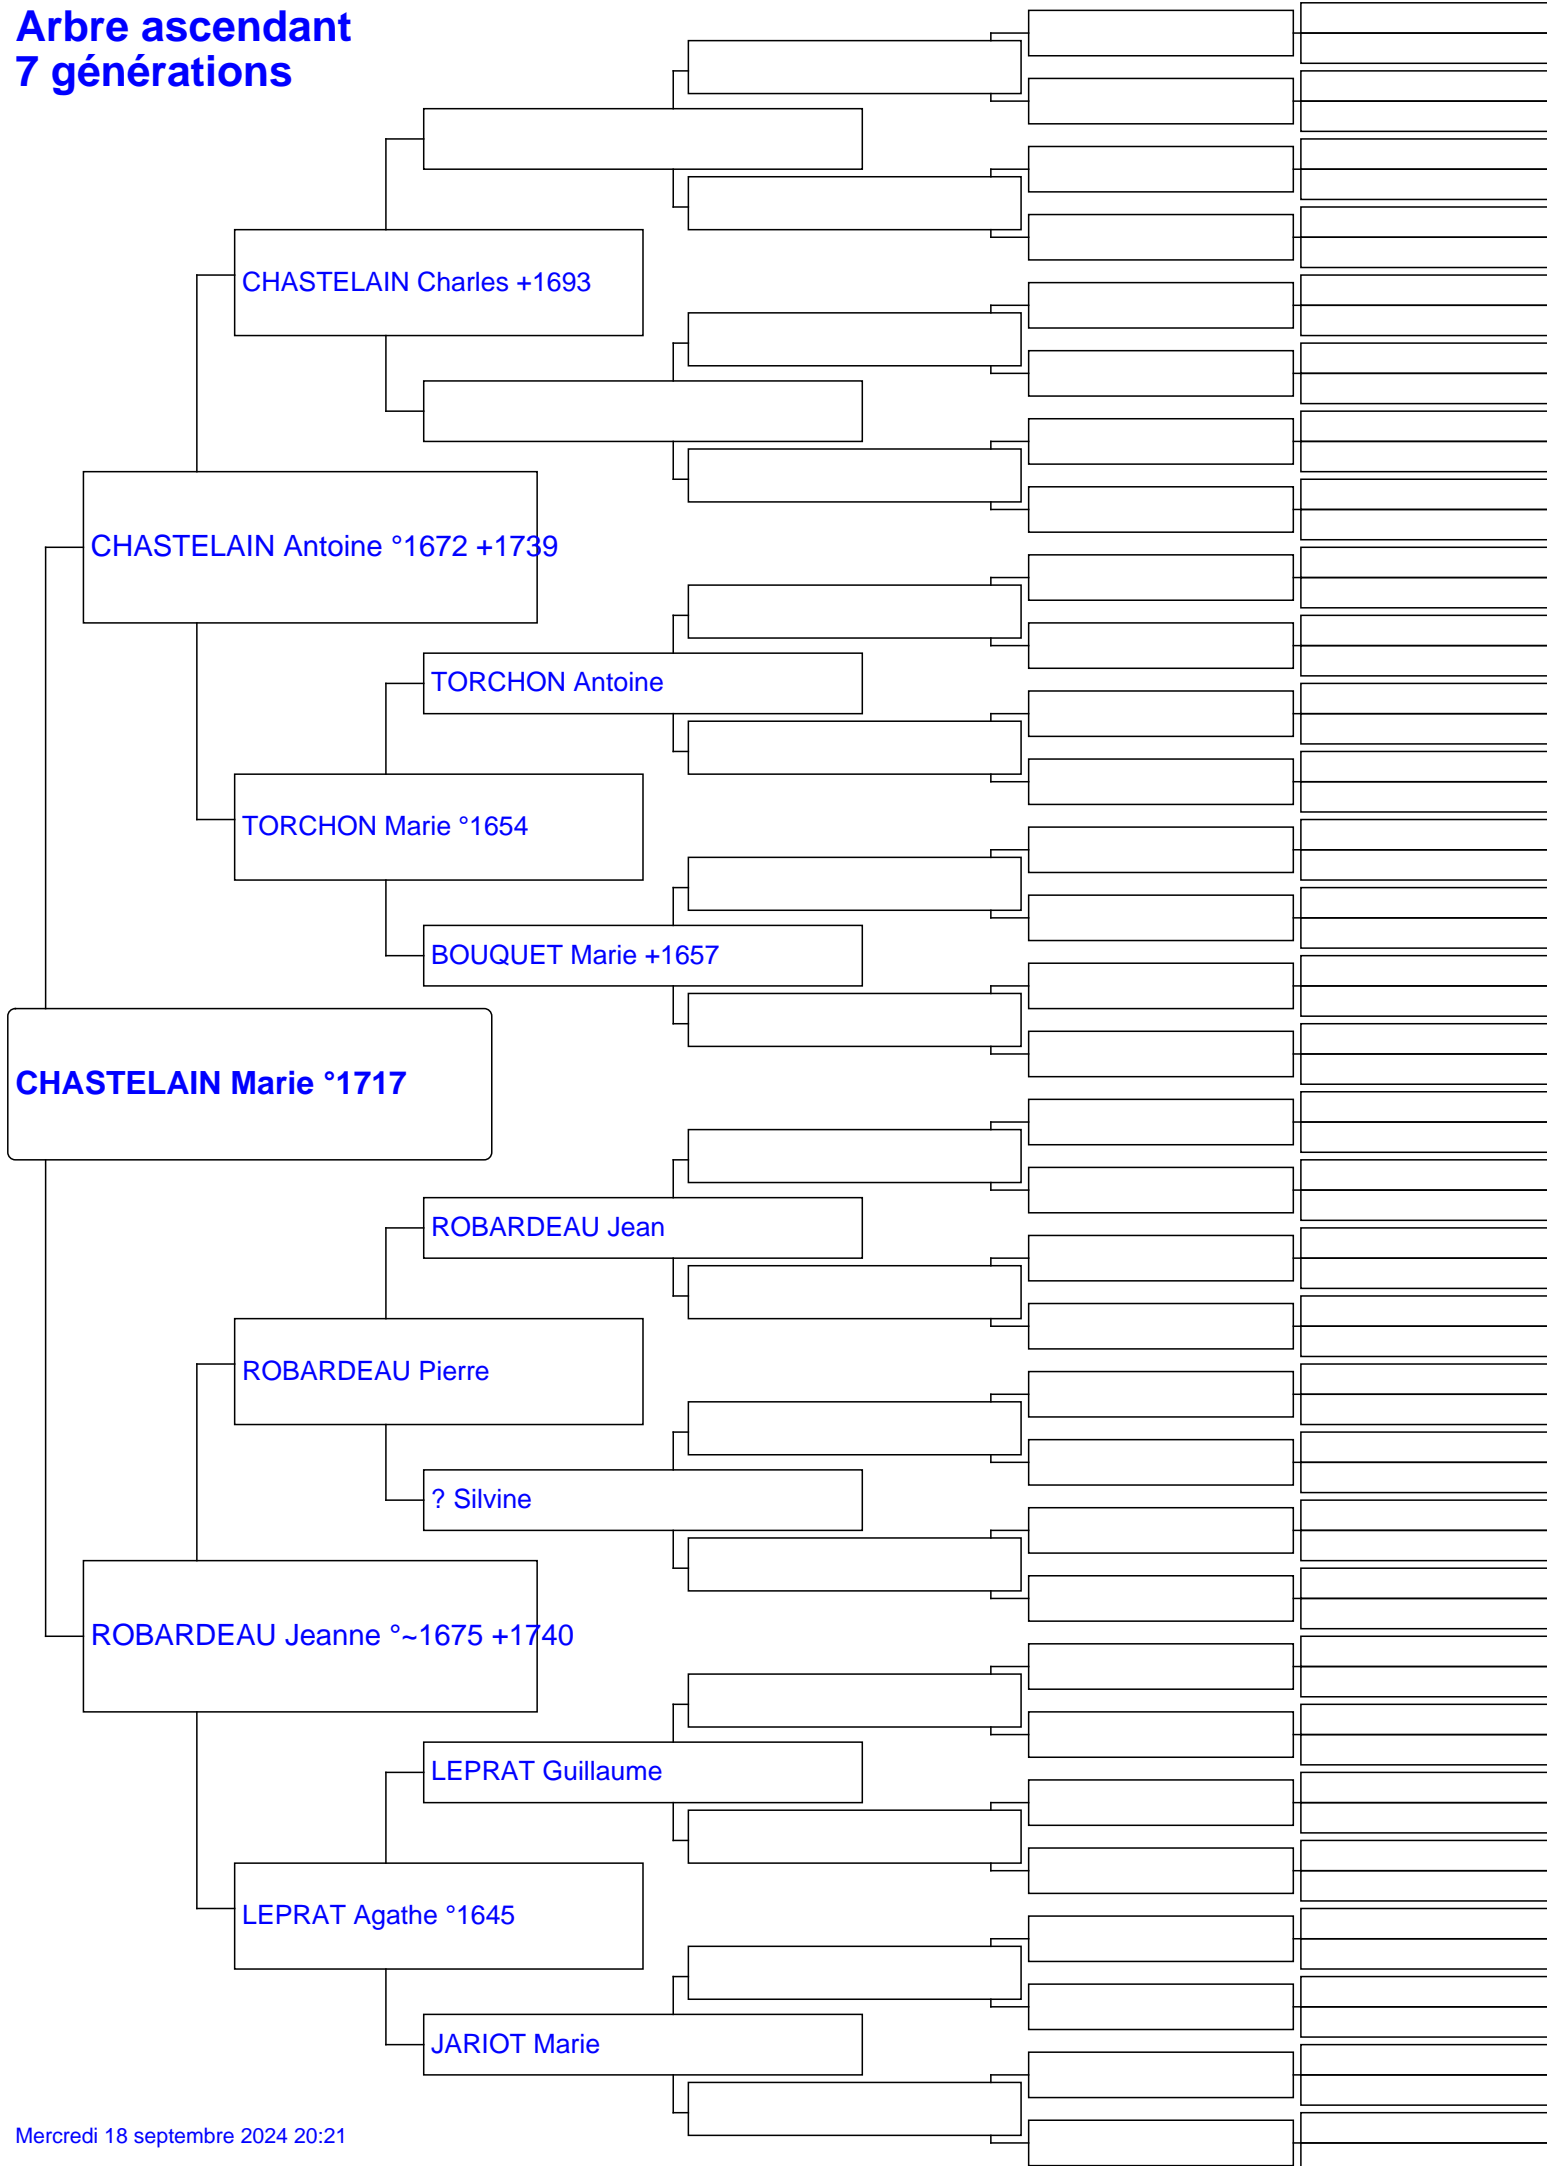 Arbre ascendant
7 générations
CHASTELAIN Charles +1693
CHASTELAIN Antoine °1672 +1739
TORCHON Antoine
TORCHON Marie °1654
BOUQUET Marie +1657
CHASTELAIN Marie °1717
ROBARDEAU Jean
ROBARDEAU Pierre
? Silvine
ROBARDEAU Jeanne °~1675 +1740
LEPRAT Guillaume
LEPRAT Agathe °1645
JARIOT Marie
Mercredi 18 septembre 2024 20:21